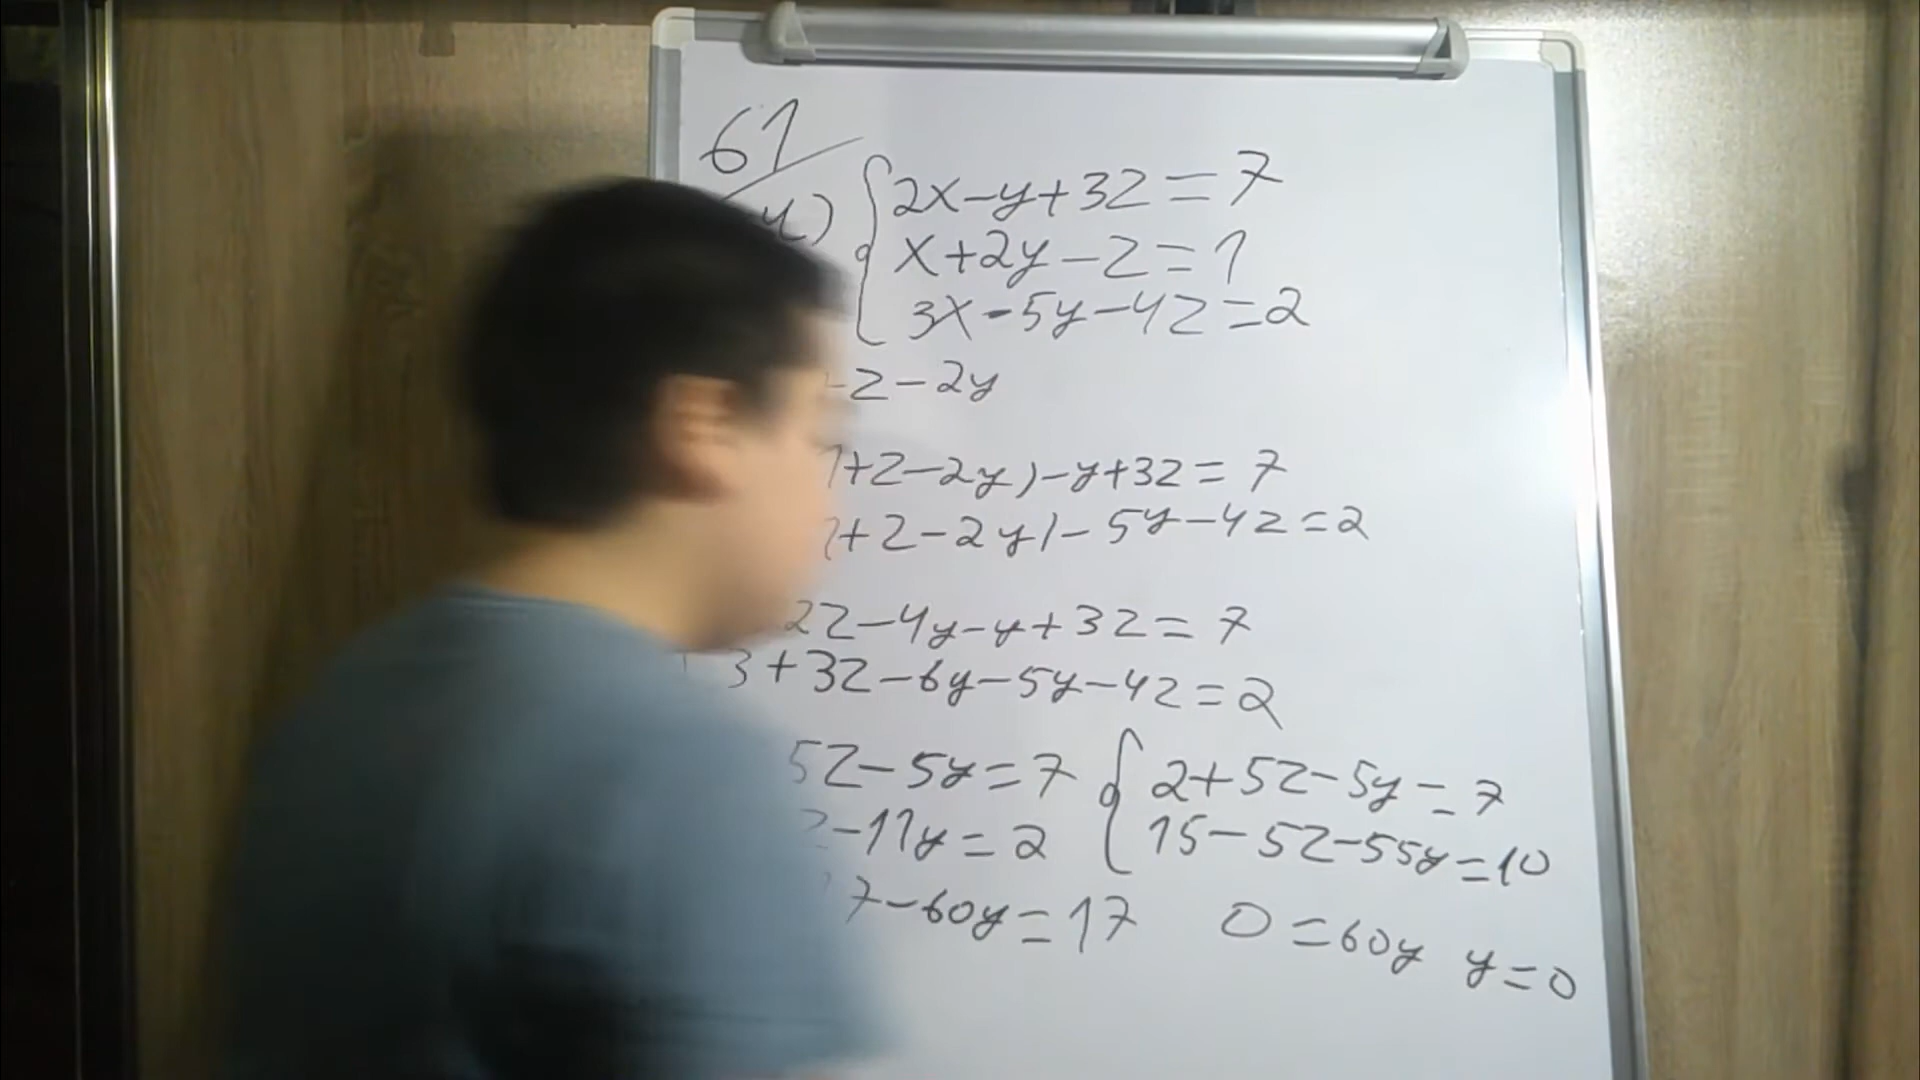 61
и) { 2x-y+3z=7
x+2y-z=1
3x-5y-4z=2
-z-2y
1+z-2y)-y+3z=7
1+z-2y)-5y-4z=2
2z-4y-y+3z=7
3+3z-6y-5y-4z=2
5z-5y=7 { 2+5z-5y=7
z-11y=2 15-5z-55y=10
7-60y=17 0=60y y=0